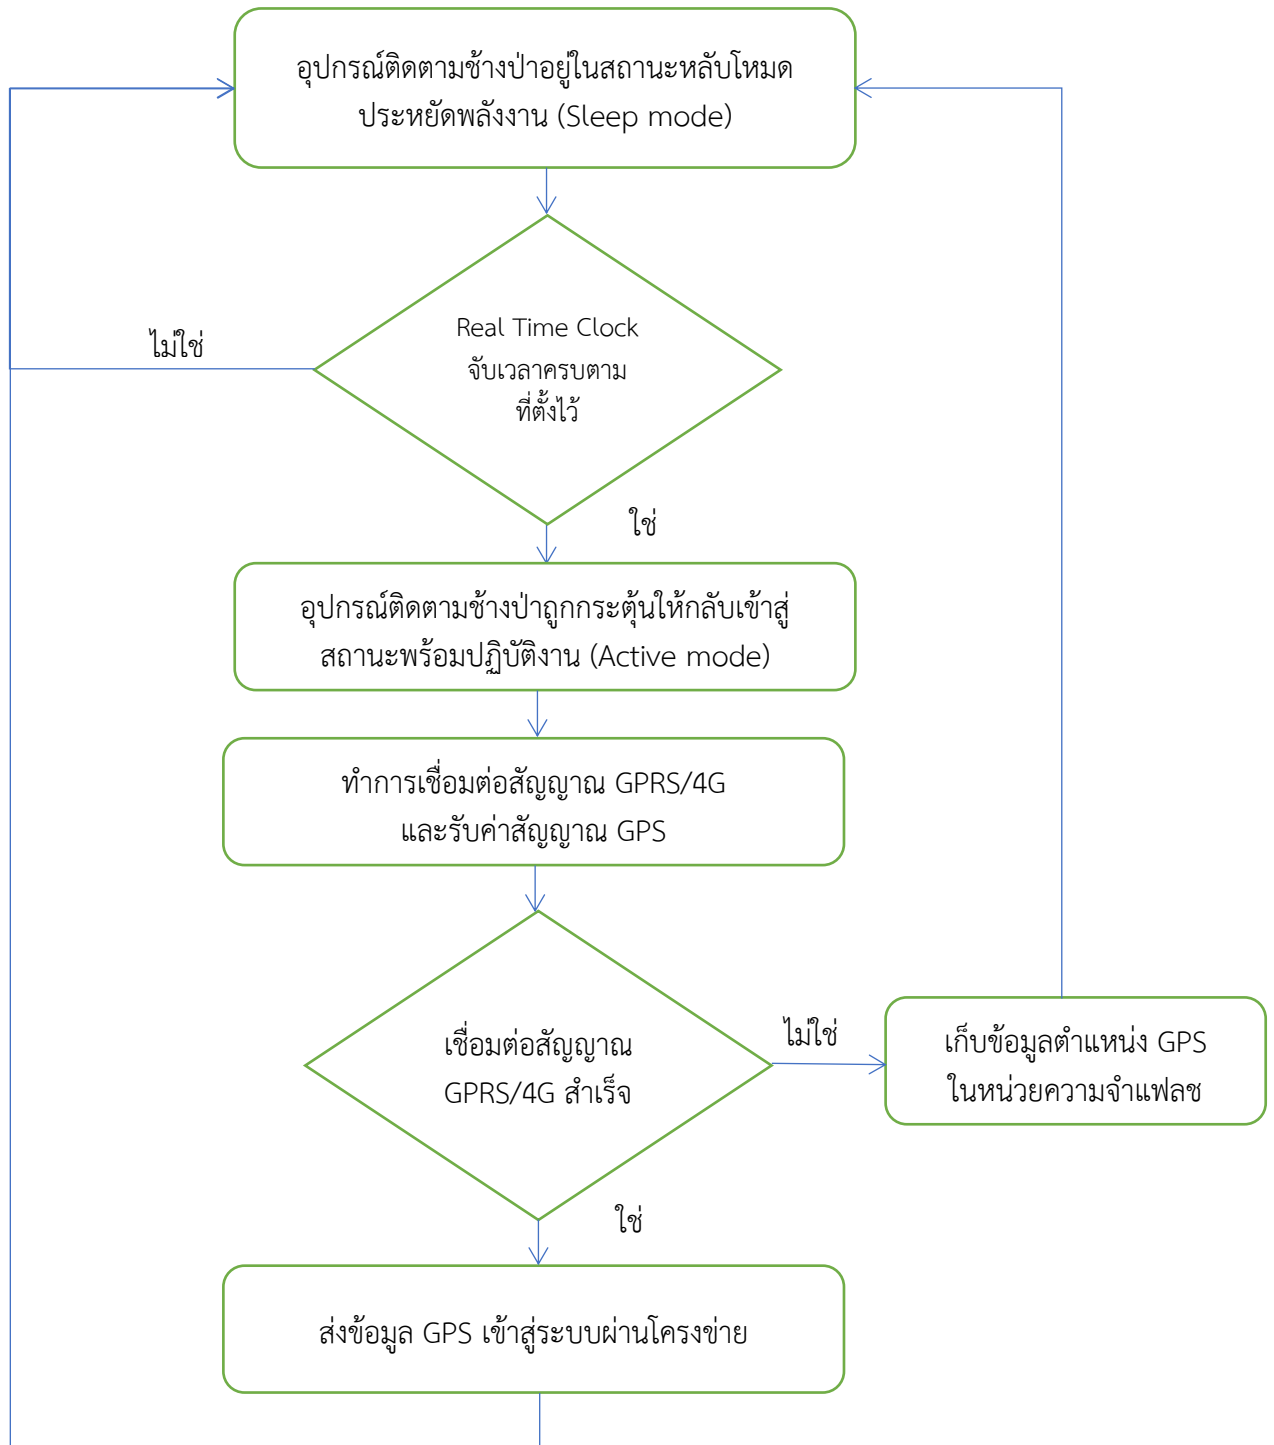 อุปกรณ์ติดตามช้างป่าอยู่ในสถานะหลับโหมด
ประหยัดพลังงาน (Sleep mode)
Real Time Clock
จับเวลาครบตาม
ที่ตั้งไว้
ไม่ใช่
ใช่
อุปกรณ์ติดตามช้างป่าถูกกระตุ้นให้กลับเข้าสู่
สถานะพร้อมปฏิบัติงาน (Active mode)
ทำการเชื่อมต่อสัญญาณ GPRS/4G
และรับค่าสัญญาณ GPS
เชื่อมต่อสัญญาณ
GPRS/4G สำเร็จ
ไม่ใช่
เก็บข้อมูลตำแหน่ง GPS
ในหน่วยความจำแฟลช
ใช่
ส่งข้อมูล GPS เข้าสู่ระบบผ่านโครงข่าย